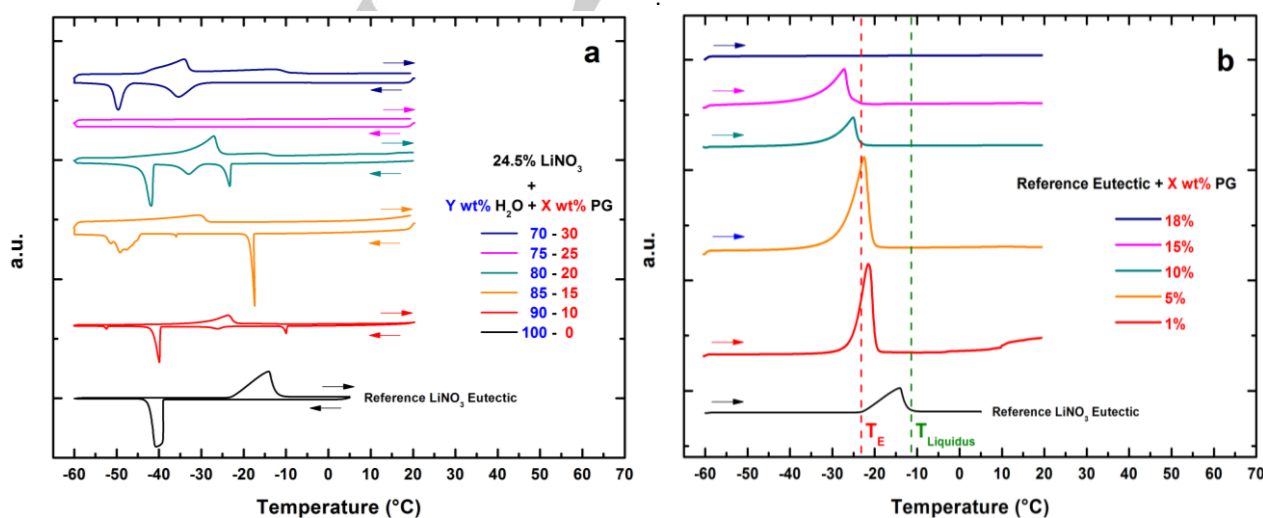 a
24.5% LiNO3
+
Y wt% H2O + X wt% PG
70 - 30
75 - 25
80 - 20
85 - 15
90 - 10
100 - 0
Reference LiNO3 Eutectic
a.u.
-60 -50 -40 -30 -20 -10 0 10 20 30 40 50 60 70
Temperature (°C)
b
Reference Eutectic + X wt% PG
18%
15%
10%
5%
1%
Reference LiNO3 Eutectic
TE
TLiquidus
a.u.
-60 -50 -40 -30 -20 -10 0 10 20 30 40 50 60 70
Temperature (°C)